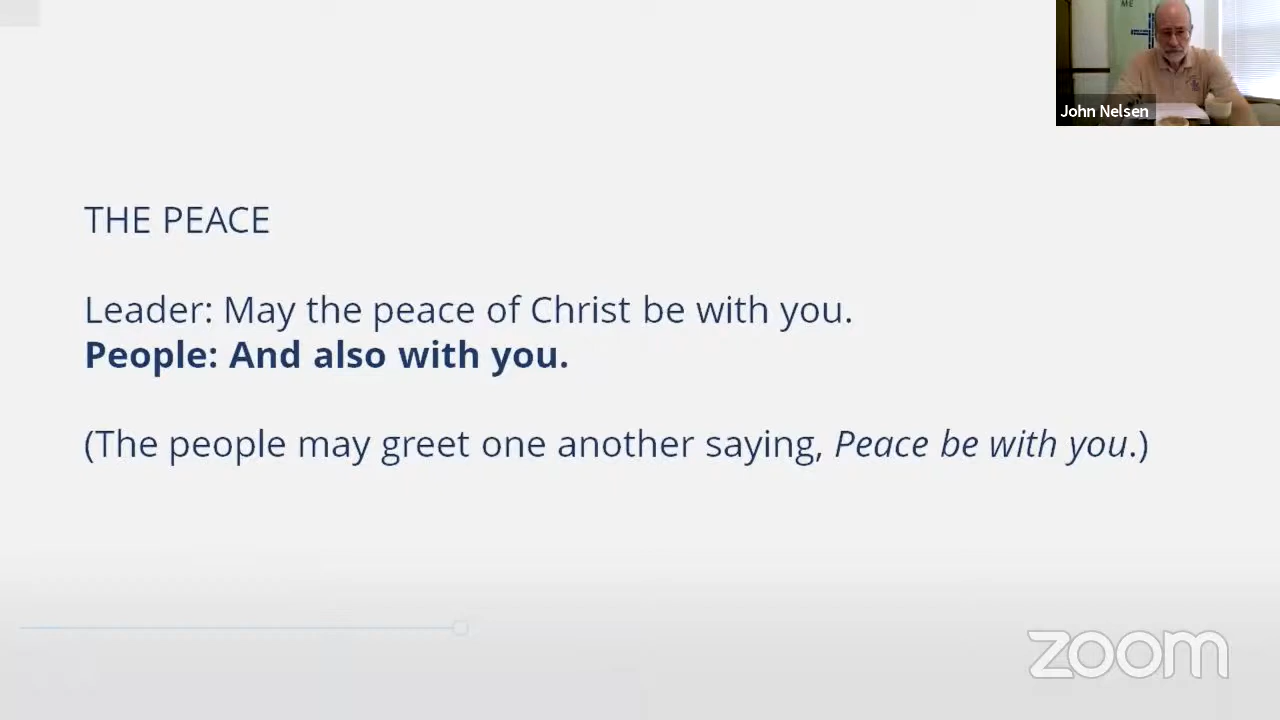 ME
John Nelsen
THE PEACE
Leader: May the peace of Christ be with you.
People: And also with you.
(The people may greet one another saying, Peace be with you.)
zoom